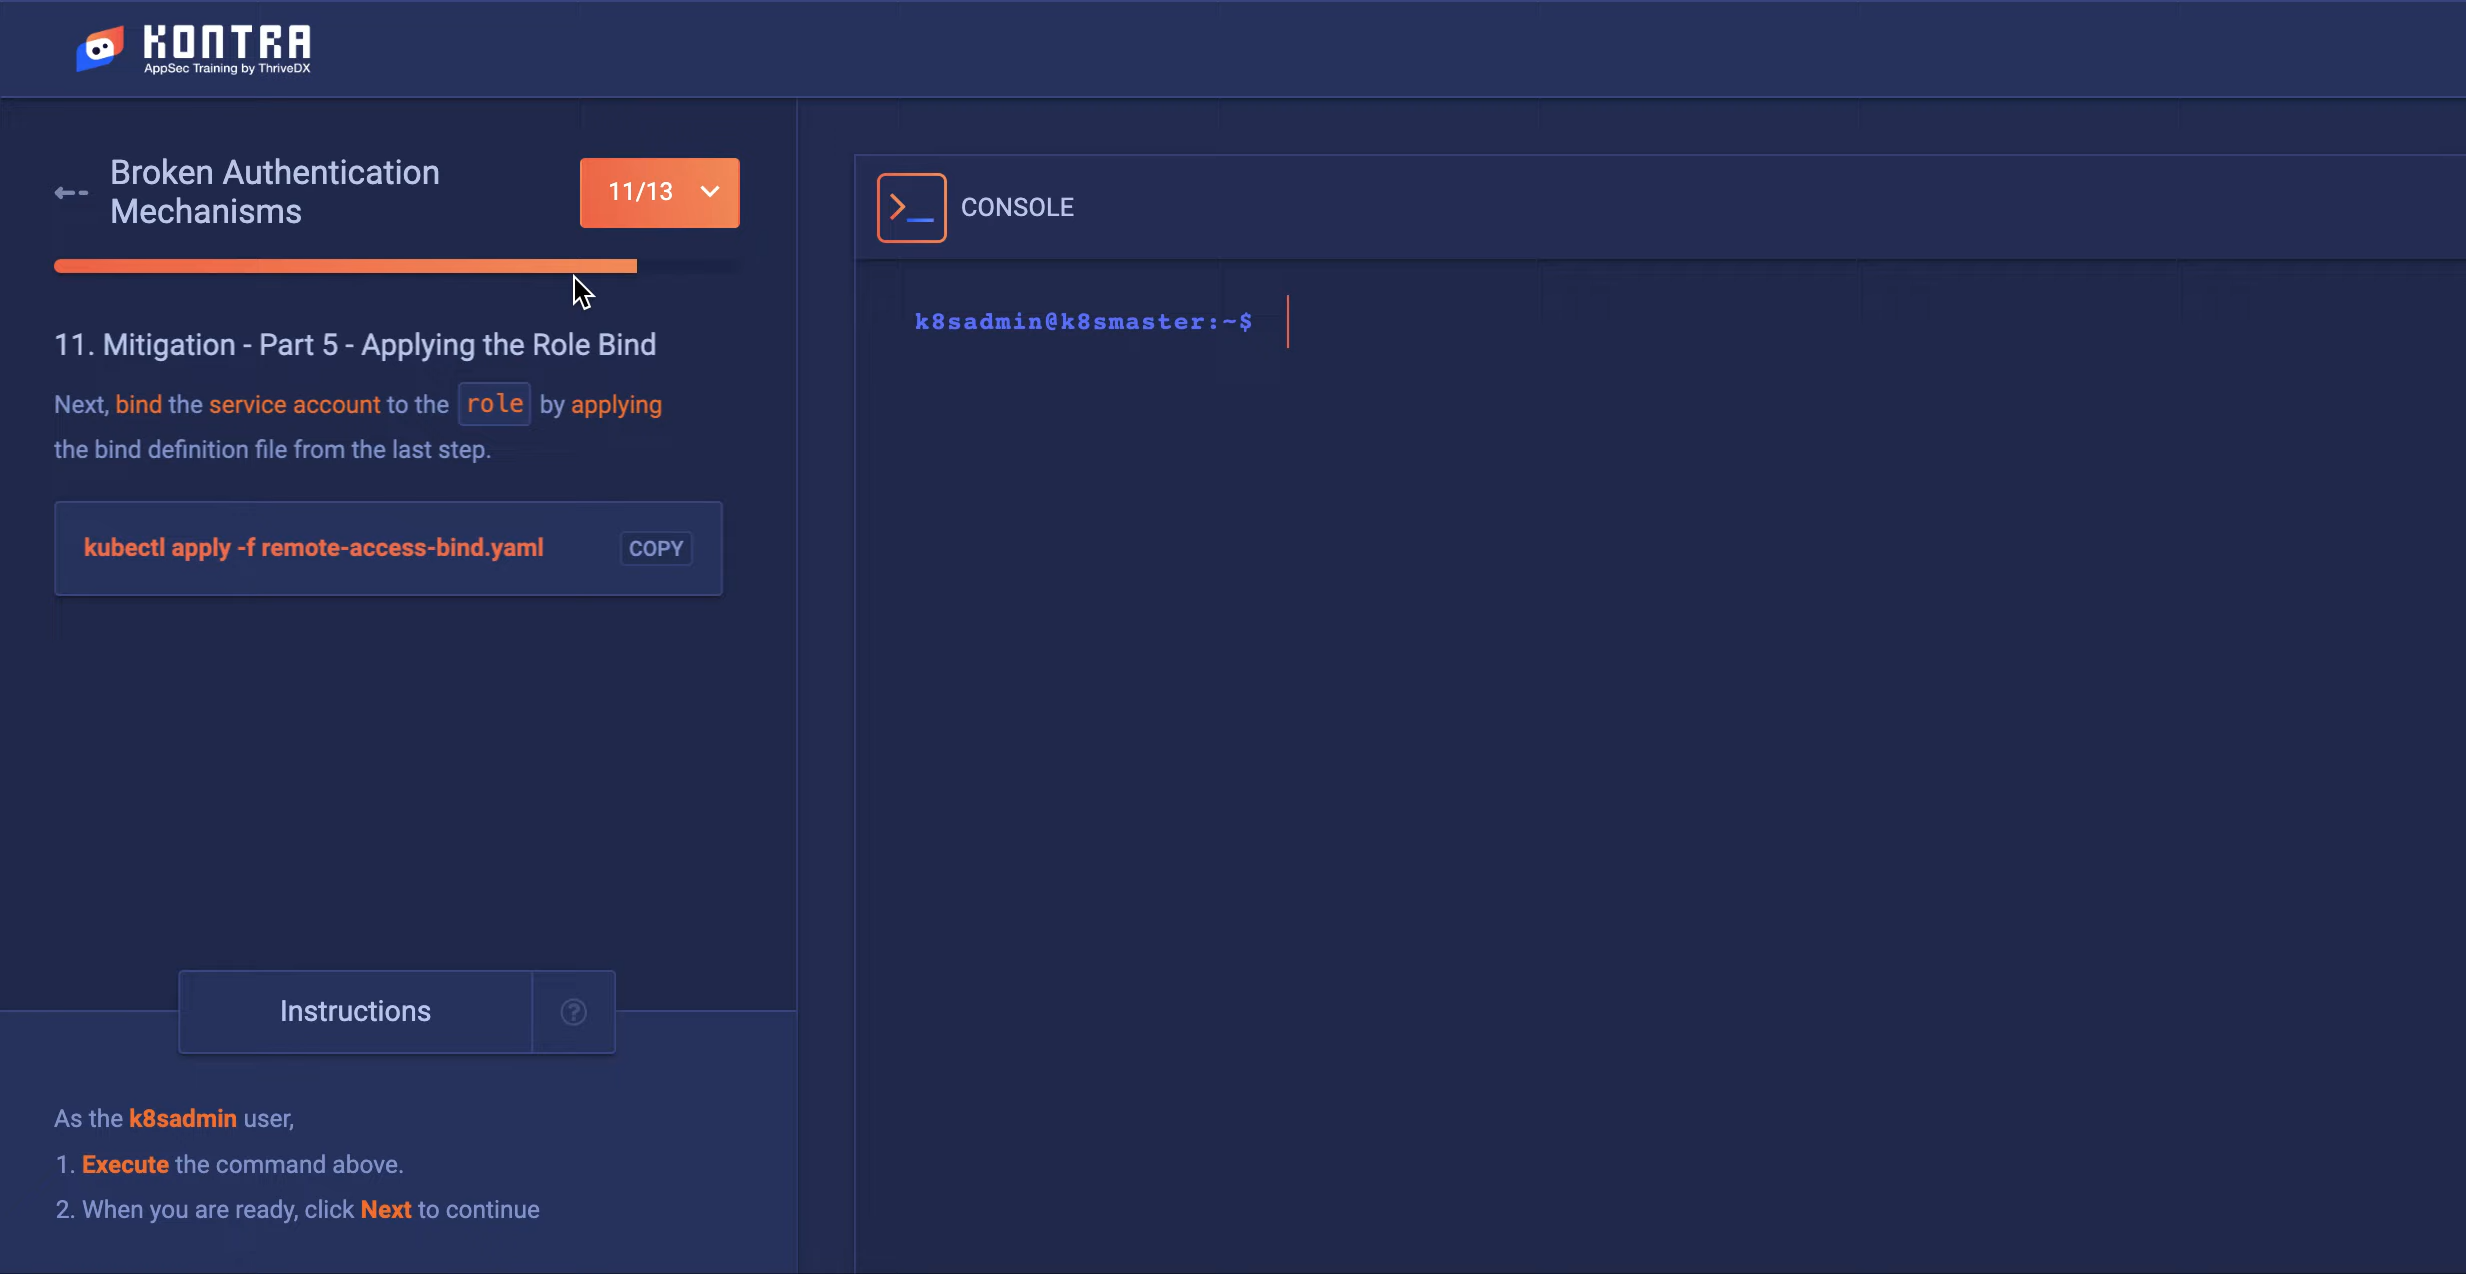 KONTRA
AppSec Training by ThriveDX
Broken Authentication
Mechanisms
11/13
11. Mitigation - Part 5 - Applying the Role Bind
Next, bind the service account to the role by applying
the bind definition file from the last step.
kubectl apply -f remote-access-bind.yaml
COPY
Instructions
?
As the k8sadmin user,
1. Execute the command above.
2. When you are ready, click Next to continue
>_ CONSOLE
k8sadmin@k8smaster:~$